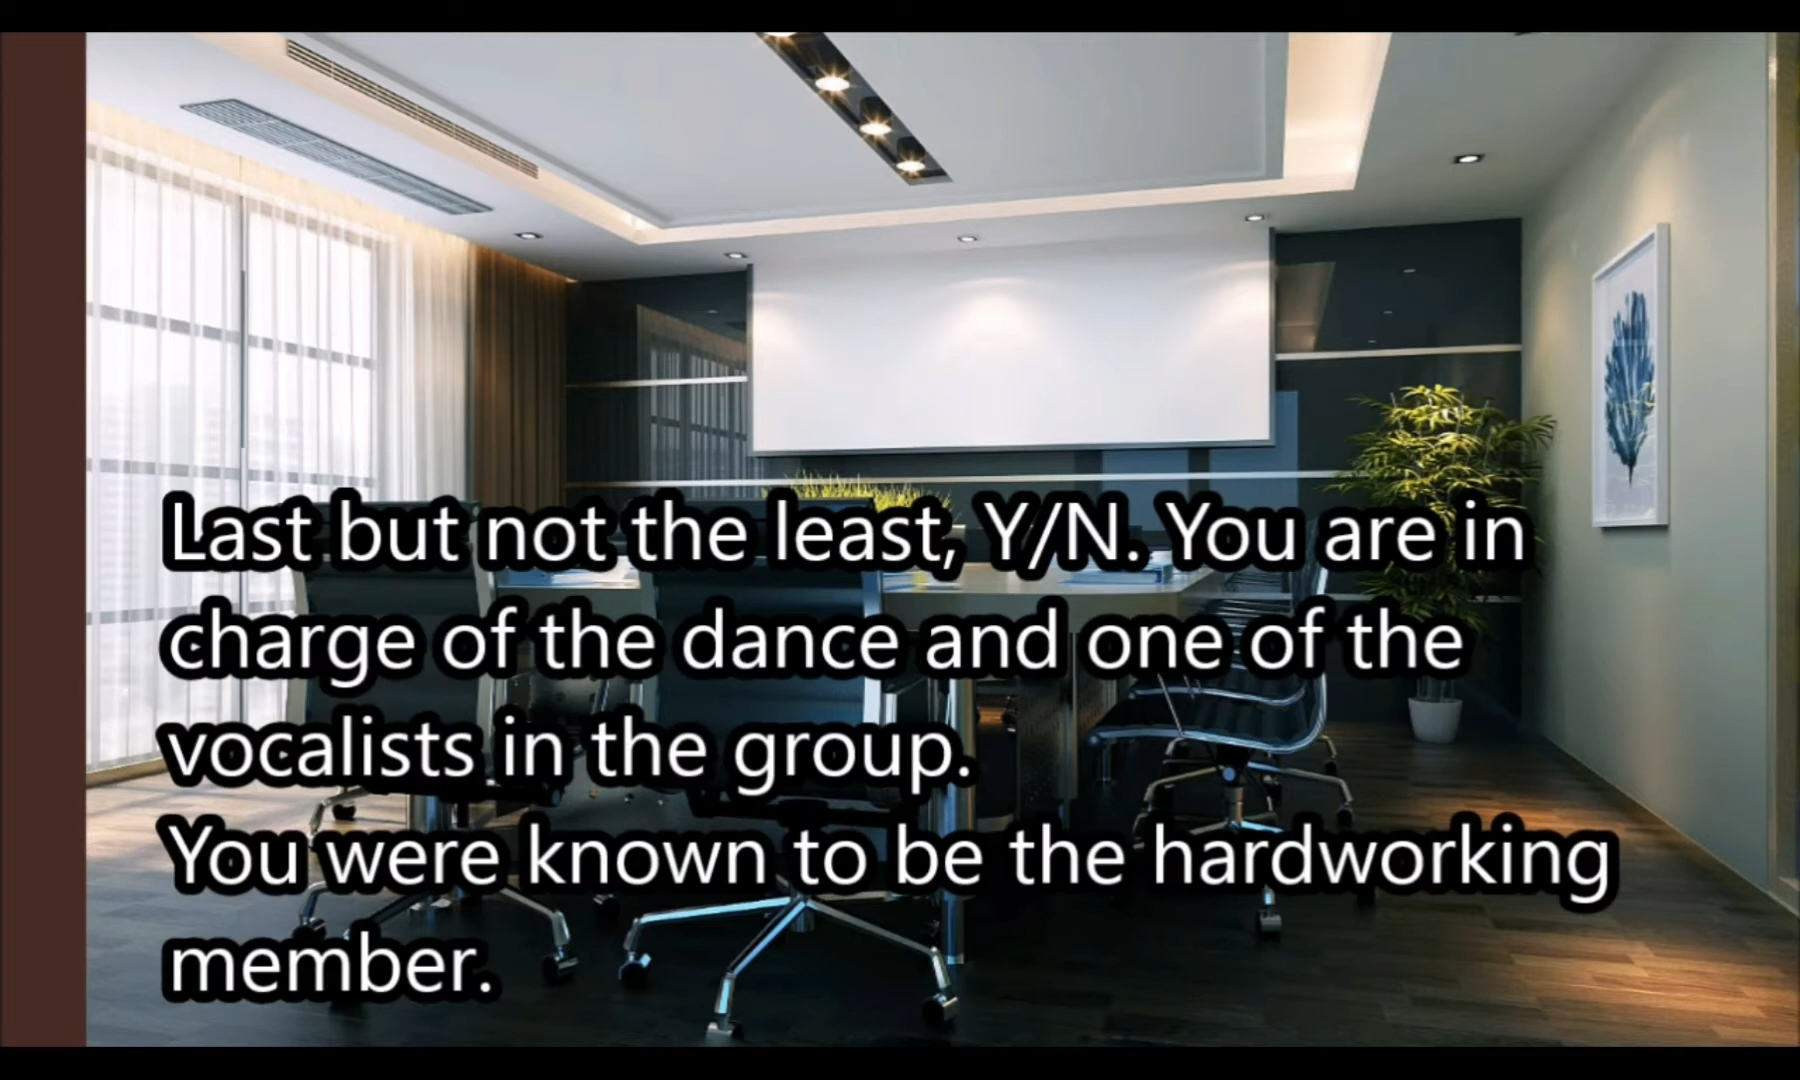 Last but not the least, Y/N. You are in
charge of the dance and one of the
vocalists in the group.
You were known to be the hardworking
member.